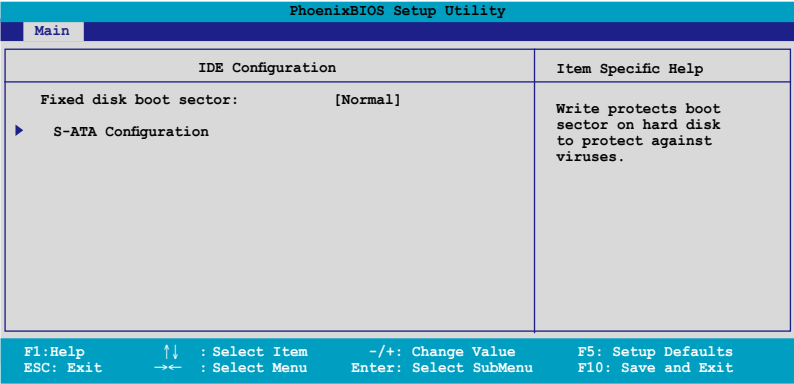 PhoenixBIOS Setup Utility
Main
IDE Configuration
Item Specific Help
Fixed disk boot sector: [Normal]
S-ATA Configuration
Write protects boot
sector on hard disk
to protect against
viruses.
F1:Help ↑↓ : Select Item -/+: Change Value F5: Setup Defaults
ESC: Exit →← : Select Menu Enter: Select SubMenu F10: Save and Exit